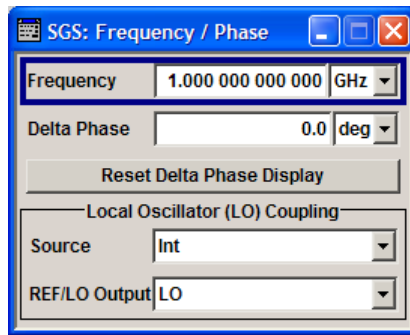 SGS: Frequency / Phase
Frequency 1.000 000 000 000 GHz
Delta Phase 0.0 deg
Reset Delta Phase Display
Local Oscillator (LO) Coupling
Source Int
REF/LO Output LO